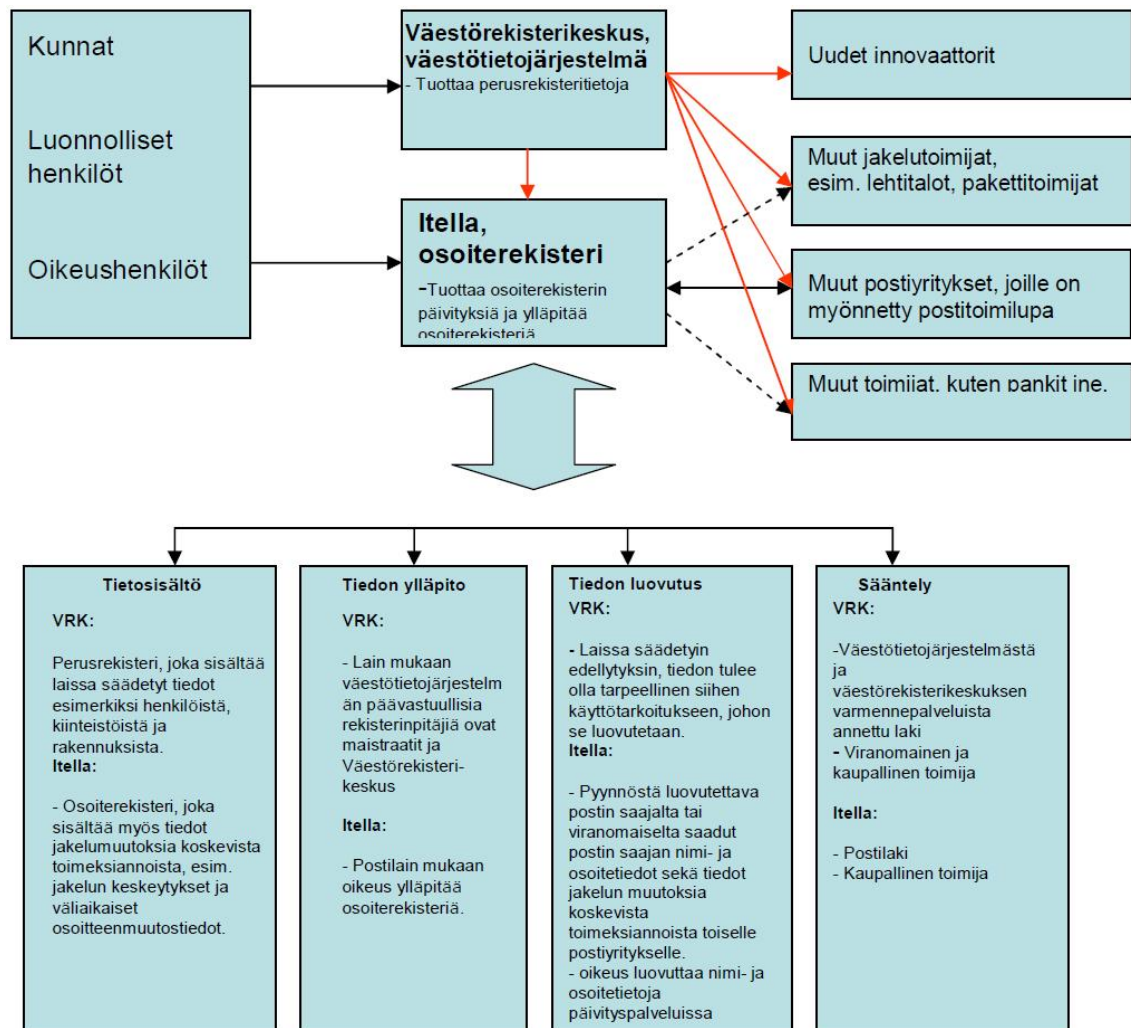 Kunnat
Luonnolliset
henkilöt
Oikeushenkilöt
Väestörekisterikeskus,
väestötietojärjestelmä
- Tuottaa perusrekisteritietoja
Itella,
osoiterekisteri
-Tuottaa osoiterekisterin
päivityksiä ja ylläpitää
osoiterekisteriä
Uudet innovaattorit
Muut jakelutoimijat,
esim. lehtitalot, pakettitoimijat
Muut postiyritykset, joille on
myönnetty postitoimilupa
Muut toimijat, kuten pankit jne.
Tietosisältö
VRK:
Perusrekisteri, joka sisältää
laissa säädetyt tiedot
esimerkiksi henkilöistä,
kiinteistöistä ja
rakennuksista.
Itella:
- Osoiterekisteri, joka
sisältää myös tiedot
jakelumuutoksia koskevista
toimeksiannoista, esim.
jakelun keskeytykset ja
väliaikaiset
osoitteenmuutostiedot.
Tiedon ylläpito
VRK:
- Lain mukaan
väestötietojärjestelm
än päävastuullisia
rekisterinpitäjiä ovat
maistraatit ja
Väestörekisteri-
keskus
Itella:
- Postilain mukaan
oikeus ylläpitää
osoiterekisteriä.
Tiedon luovutus
VRK:
- Laissa säädetyin
edellytyksin, tiedon tulee
olla tarpeellinen siihen
käyttötarkoitukseen, johon
se luovutetaan.
Itella:
- Pyynnöstä luovutettava
postin saajalta tai
viranomaiselta saadut
postin saajan nimi- ja
osoitetiedot sekä tiedot
jakelun muutoksia
koskevista
toimeksiannoista toiselle
postiyritykselle.
- oikeus luovuttaa nimi- ja
osoitetietoja
päivityspalveluissa
Sääntely
VRK:
-Väestötietojärjestelmästä
ja
väestörekisterikeskuksen
varmennepalveluista
annettu laki
- Viranomainen ja
kaupallinen toimija
Itella:
- Postilaki
- Kaupallinen toimija